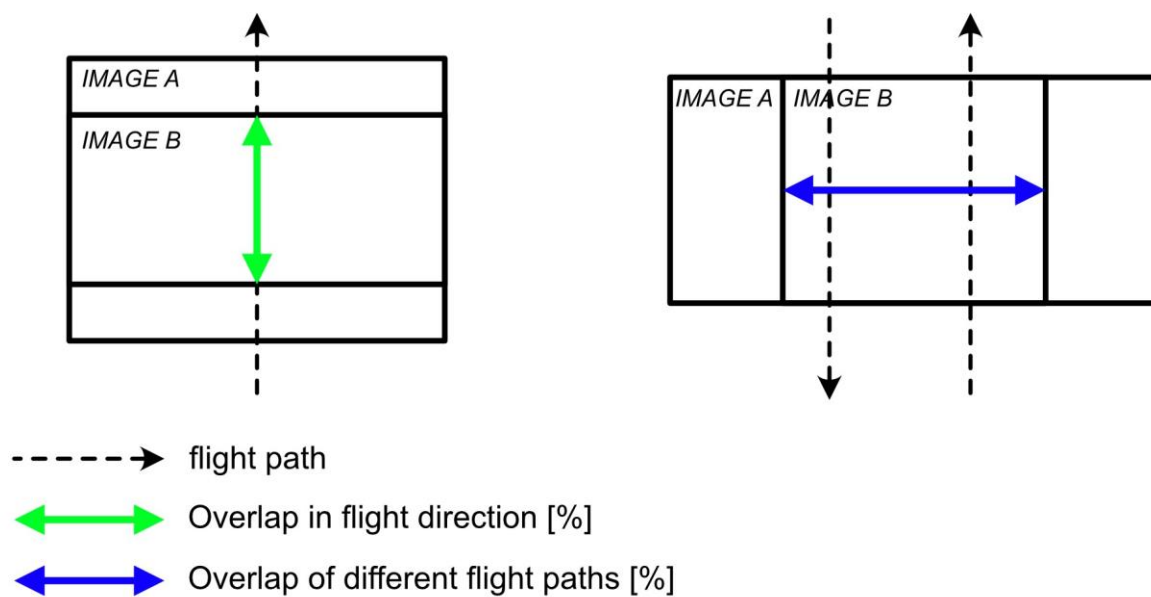 IMAGE A
IMAGE B
IMAGE A
IMAGE B
flight path
Overlap in flight direction [%]
Overlap of different flight paths [%]